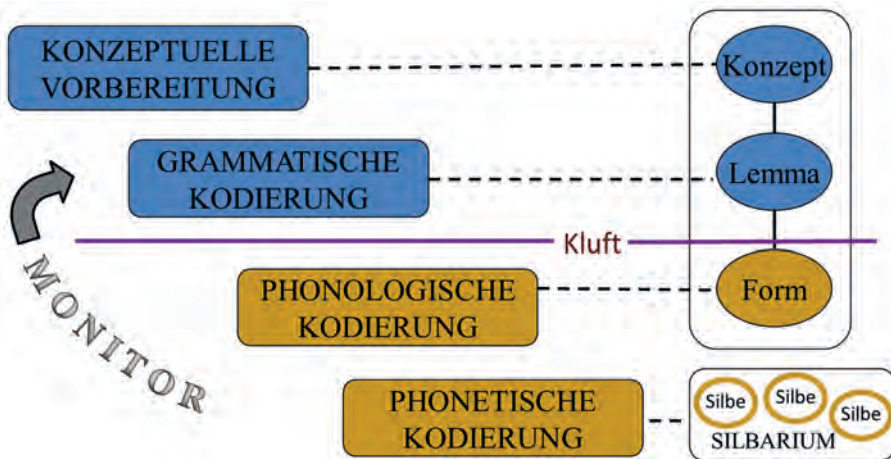 KONZEPTUELLE
VORBEREITUNG
Konzept
GRAMMATISCHE
KODIERUNG
Lemma
Kluft
MONITOR
PHONOLOGISCHE
KODIERUNG
Form
PHONETISCHE
KODIERUNG
Silbe
Silbe
Silbe
SILBARIUM